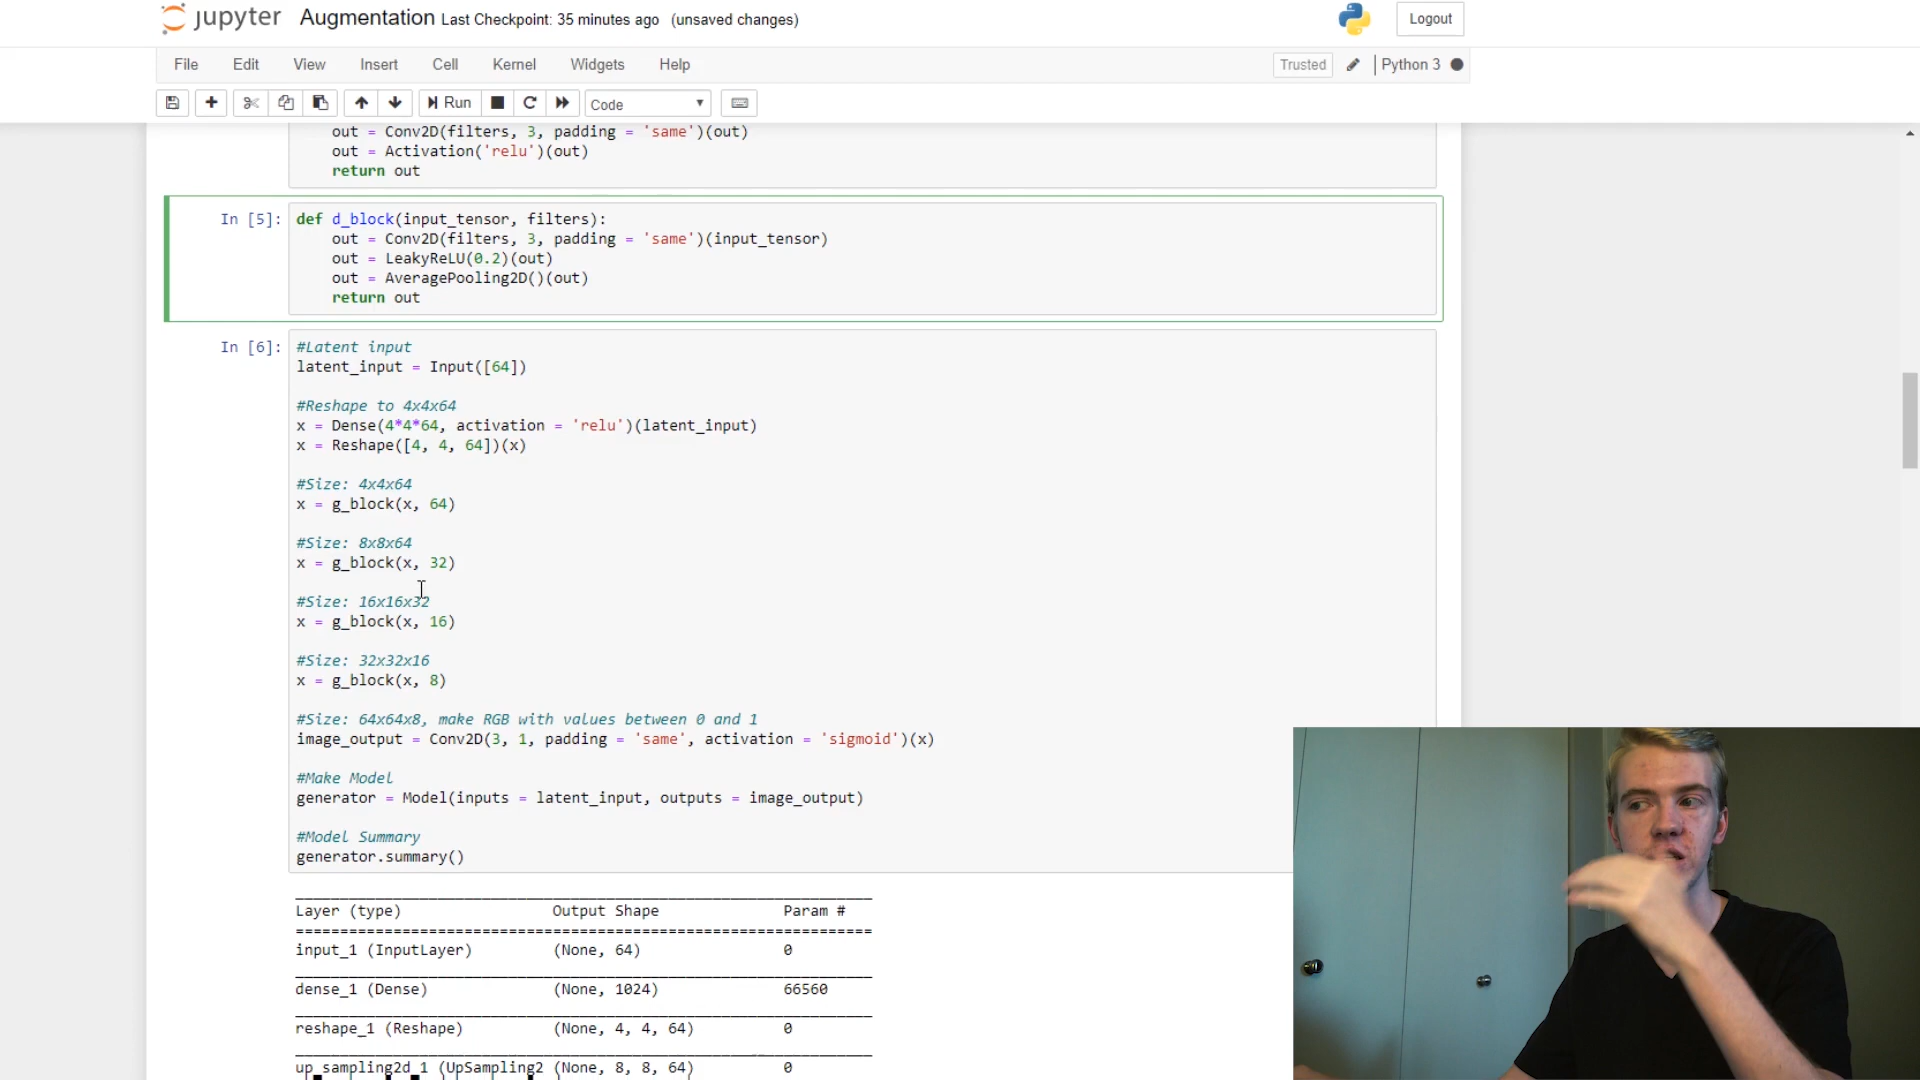 jupyter Augmentation Last Checkpoint: 35 minutes ago (unsaved changes) Logout
File Edit View Insert Cell Kernel Widgets Help Trusted Python 3
Run Code
out = Conv2D(filters, 3, padding = 'same')(out)
out = Activation('relu')(out)
return out
In [5]: def d_block(input_tensor, filters):
out = Conv2D(filters, 3, padding = 'same')(input_tensor)
out = LeakyReLU(0.2)(out)
out = AveragePooling2D()(out)
return out
In [6]: #Latent input
latent_input = Input([64])
#Reshape to 4x4x64
x = Dense(4*4*64, activation = 'relu')(latent_input)
x = Reshape([4, 4, 64])(x)
#Size: 4x4x64
x = g_block(x, 64)
#Size: 8x8x64
x = g_block(x, 32)
#Size: 16x16x32
x = g_block(x, 16)
#Size: 32x32x16
x = g_block(x, 8)
#Size: 64x64x8, make RGB with values between 0 and 1
image_output = Conv2D(3, 1, padding = 'same', activation = 'sigmoid')(x)
#Make Model
generator = Model(inputs = latent_input, outputs = image_output)
#Model Summary
generator.summary()
Layer (type) Output Shape Param #
input_1 (InputLayer) (None, 64) 0
dense_1 (Dense) (None, 1024) 66560
reshape_1 (Reshape) (None, 4, 4, 64) 0
up_sampling2d_1 (UpSampling2 (None, 8, 8, 64) 0